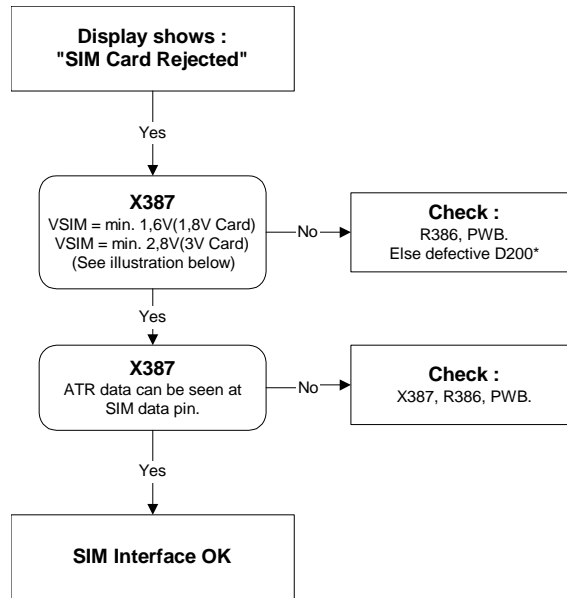 Display shows :
"SIM Card Rejected"
Yes
X387
VSIM = min. 1,6V(1,8V Card)
VSIM = min. 2,8V(3V Card)
(See illustration below)
No
Check :
R386, PWB.
Else defective D200*
Yes
X387
ATR data can be seen at
SIM data pin.
No
Check :
X387, R386, PWB.
Yes
SIM Interface OK